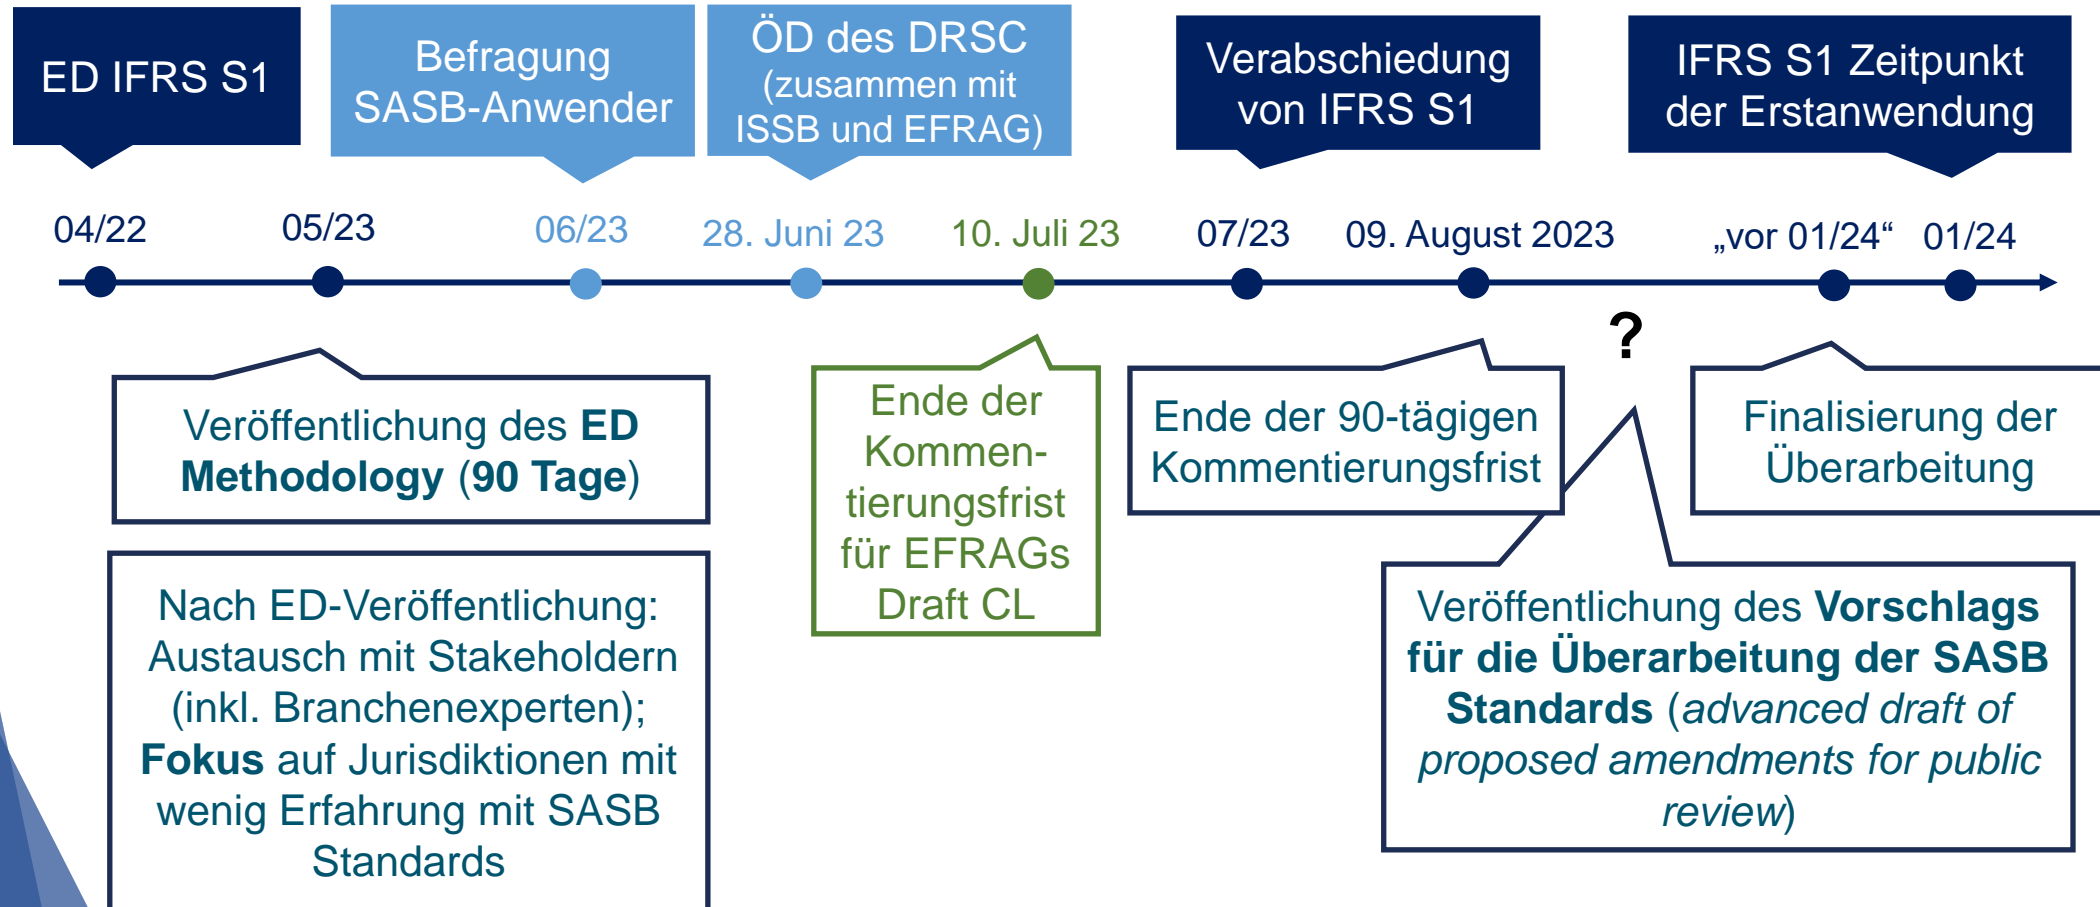 ED IFRS S1
Befragung
SASB-Anwender
ÖD des DRSC
(zusammen mit
ISSB und EFRAG)
Verabschiedung
von IFRS S1
IFRS S1 Zeitpunkt
der Erstanwendung
04/22
05/23
06/23
28. Juni 23
10. Juli 23
07/23
09. August 2023
„vor 01/24“
01/24
?
Veröffentlichung des ED
Methodology (90 Tage)
Nach ED-Veröffentlichung:
Austausch mit Stakeholdern
(inkl. Branchenexperten);
Fokus auf Jurisdiktionen mit
wenig Erfahrung mit SASB
Standards
Ende der
Kommen-
tierungsfrist
für EFRAGs
Draft CL
Ende der 90-tägigen
Kommentierungsfrist
Finalisierung der
Überarbeitung
Veröffentlichung des Vorschlags
für die Überarbeitung der SASB
Standards (advanced draft of
proposed amendments for public
review)